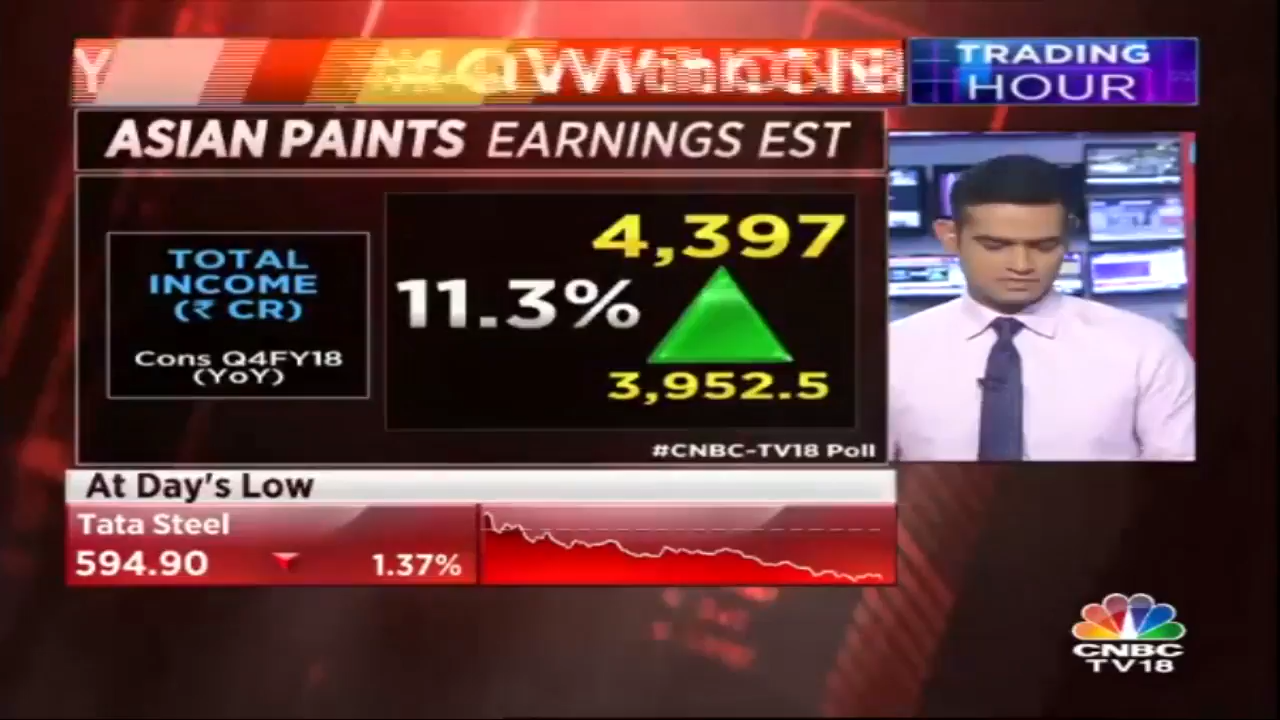 TRADING
HOUR
ASIAN PAINTS EARNINGS EST
TOTAL
INCOME
(₹ CR)
Cons Q4FY18
(YoY)
4,397
11.3%
3,952.5
#CNBC-TV18 Poll
At Day's Low
Tata Steel
594.90
1.37%
CNBC
TV18